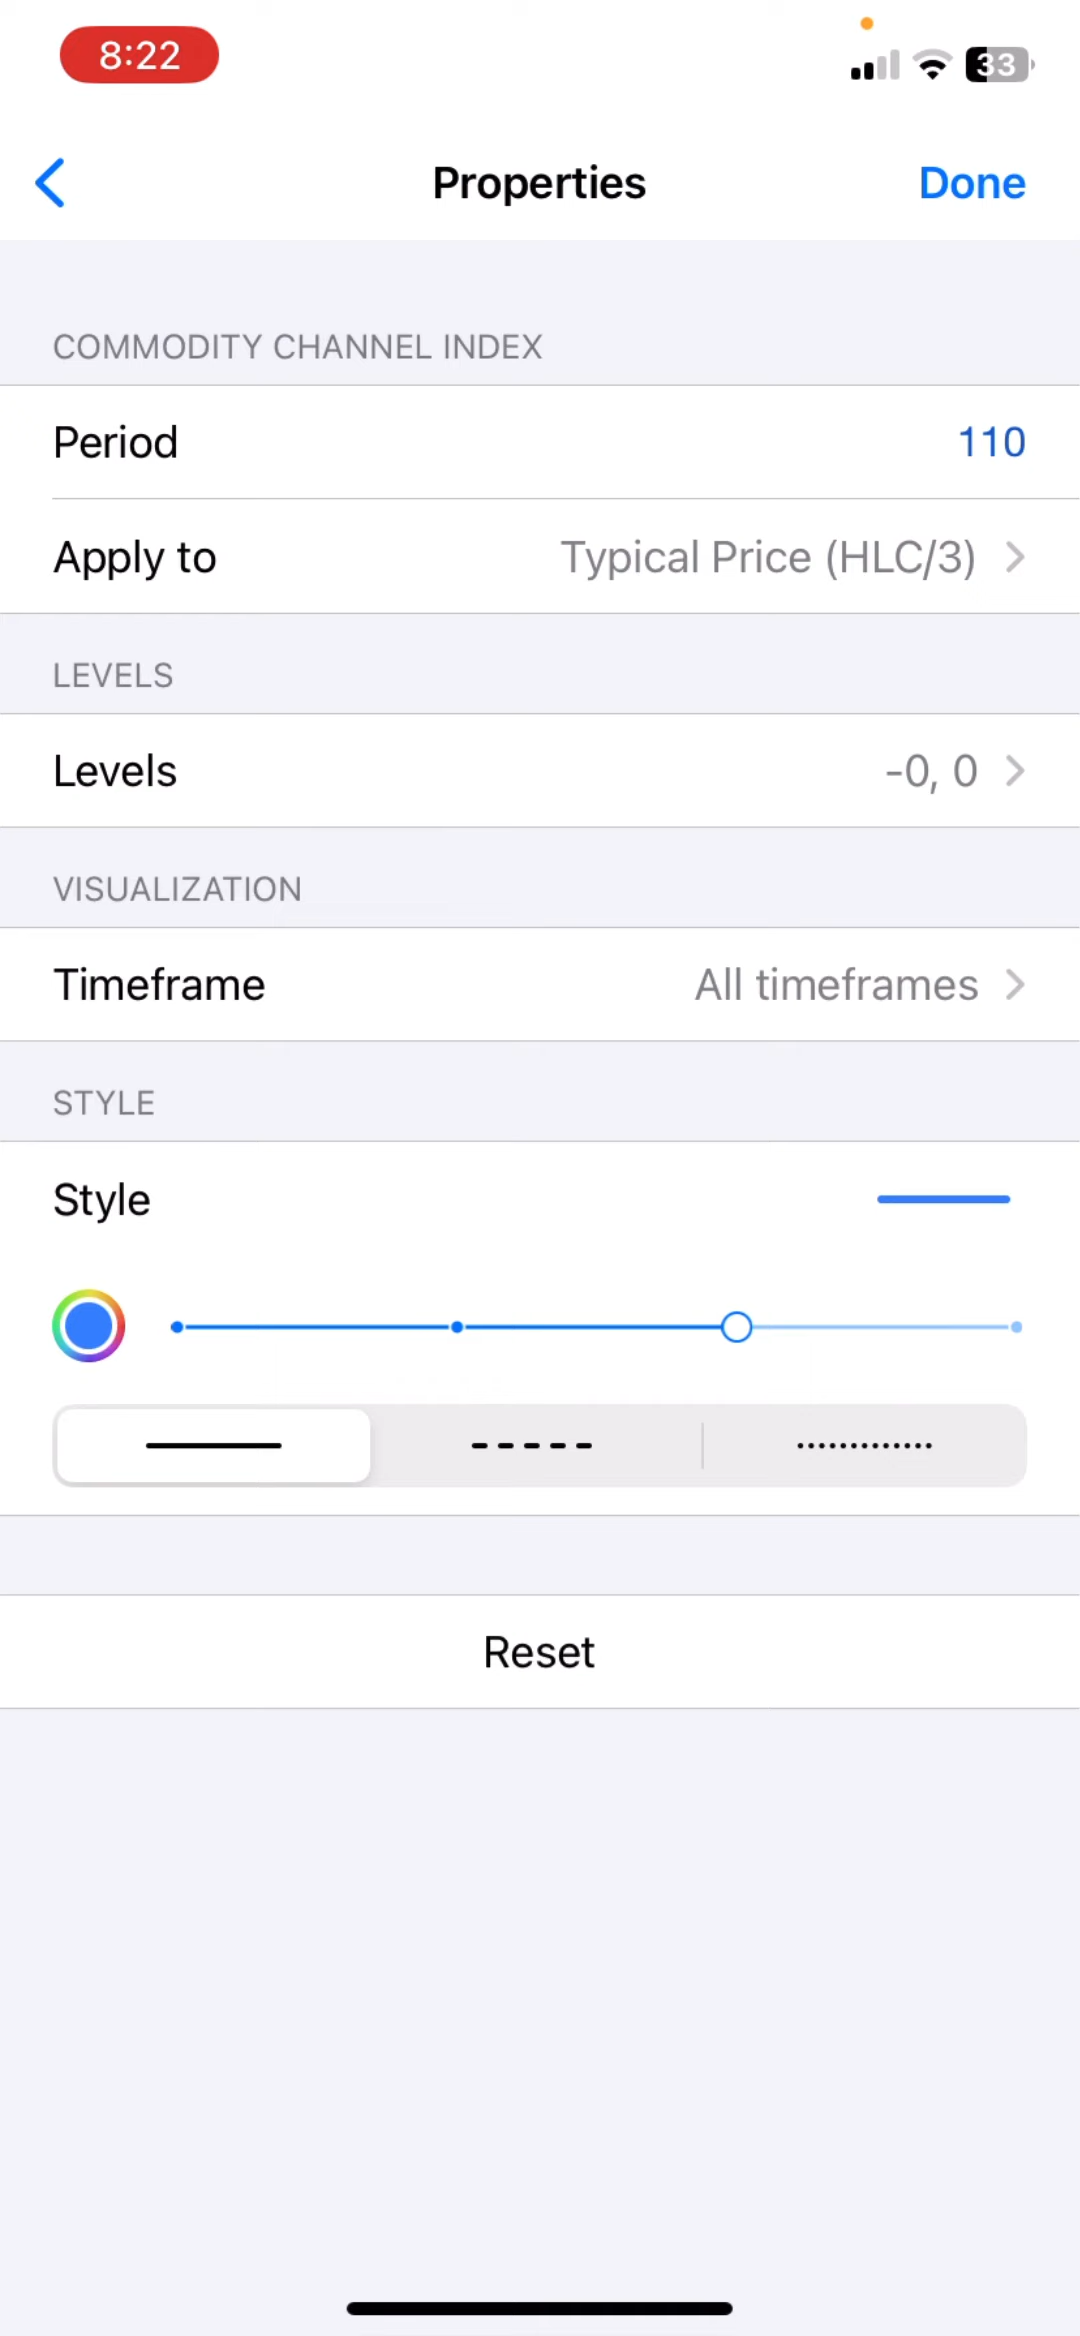 8:22
33
Properties
Done
COMMODITY CHANNEL INDEX
Period 110
Apply to Typical Price (HLC/3)
LEVELS
Levels -0, 0
VISUALIZATION
Timeframe All timeframes
STYLE
Style
Reset